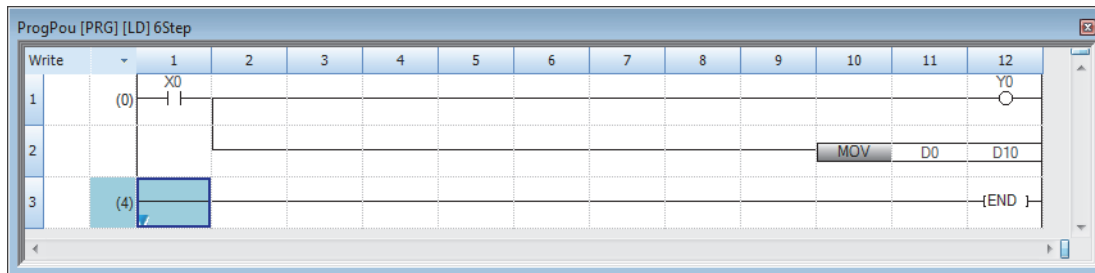 ProgPou [PRG] [LD] 6Step
Write 1 2 3 4 5 6 7 8 9 10 11 12
X0 Y0
1 (0)
2 MOV D0 D10
3 (4) {END }